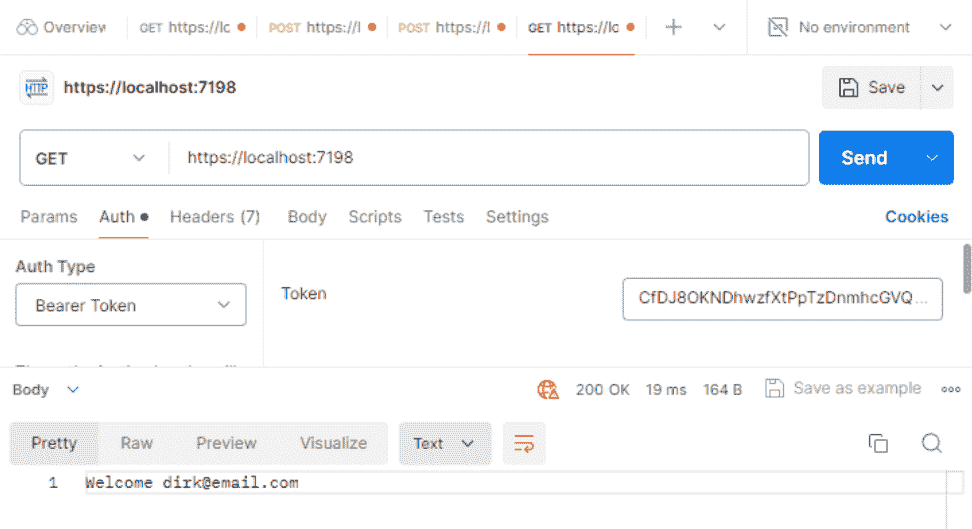 Overview GET https://lc POST https://l POST https://l GET https://lc No environment
HTTP https://localhost:7198 Save
GET https://localhost:7198 Send
Params Auth Headers (7) Body Scripts Tests Settings Cookies
Auth Type
Bearer Token
Token CfDJ8OKNDhwzfXtPpTzDnmhcGVQ...
Body 200 OK 19 ms 164 B Save as example
Pretty Raw Preview Visualize Text
1 Welcome dirk@email.com